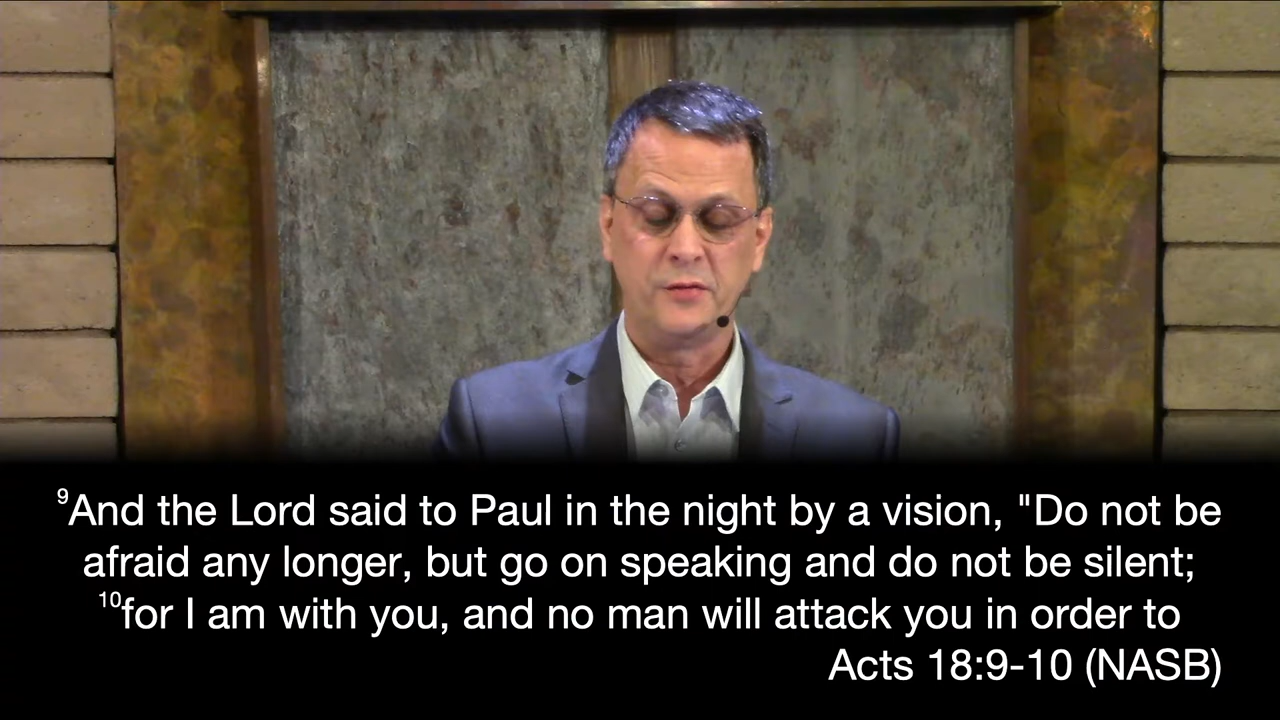 ⁹And the Lord said to Paul in the night by a vision, "Do not be
afraid any longer, but go on speaking and do not be silent;
¹⁰for I am with you, and no man will attack you in order to
Acts 18:9-10 (NASB)